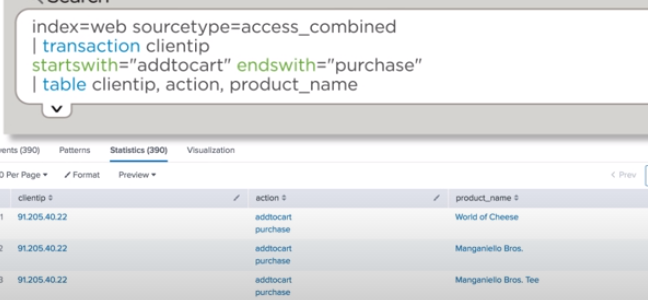 Search
index=web sourcetype=access_combined
| transaction clientip
startswith="addtocart" endswith="purchase"
| table clientip, action, product_name
ents (390) Patterns Statistics (390) Visualization
0 Per Page Format Preview < Prev
clientip action product_name
1 91.205.40.22 addtocart World of Cheese
purchase
2 91.205.40.22 addtocart Manganiello Bros.
purchase
3 91.205.40.22 addtocart Manganiello Bros. Tee
purchase